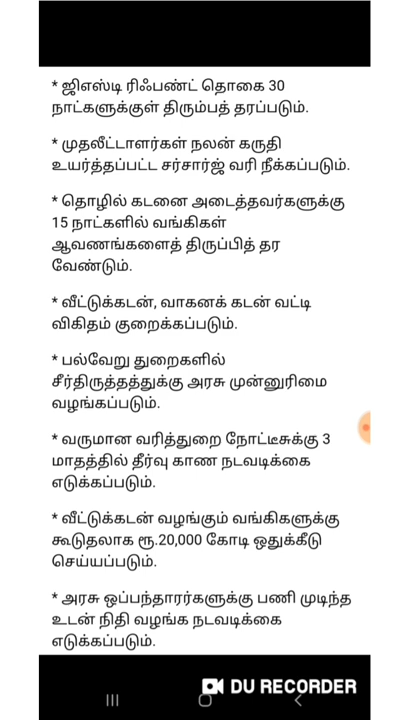 * ஜிஎஸ்டி ரிஃபண்ட் தொகை 30
நாட்களுக்குள் திரும்பத் தரப்படும்.
* முதலீட்டாளர்கள் நலன் கருதி
உயர்த்தப்பட்ட சர்சார்ஜ் வரி நீக்கப்படும்.
* தொழில் கடனை அடைத்தவர்களுக்கு
15 நாட்களில் வங்கிகள்
ஆவணங்களைத் திருப்பித் தர
வேண்டும்.
* வீட்டுக்கடன், வாகனக் கடன் வட்டி
விகிதம் குறைக்கப்படும்.
* பல்வேறு துறைகளில்
சீர்திருத்தத்துக்கு அரசு முன்னுரிமை
வழங்கப்படும்.
* வருமான வரித்துறை நோட்டீசுக்கு 3
மாதத்தில் தீர்வு காண நடவடிக்கை
எடுக்கப்படும்.
* வீட்டுக்கடன் வழங்கும் வங்கிகளுக்கு
கூடுதலாக ரூ.20,000 கோடி ஒதுக்கீடு
செய்யப்படும்.
* அரசு ஒப்பந்தாரர்களுக்கு பணி முடிந்த
உடன் நிதி வழங்க நடவடிக்கை
எடுக்கப்படும்.
DU RECORDER